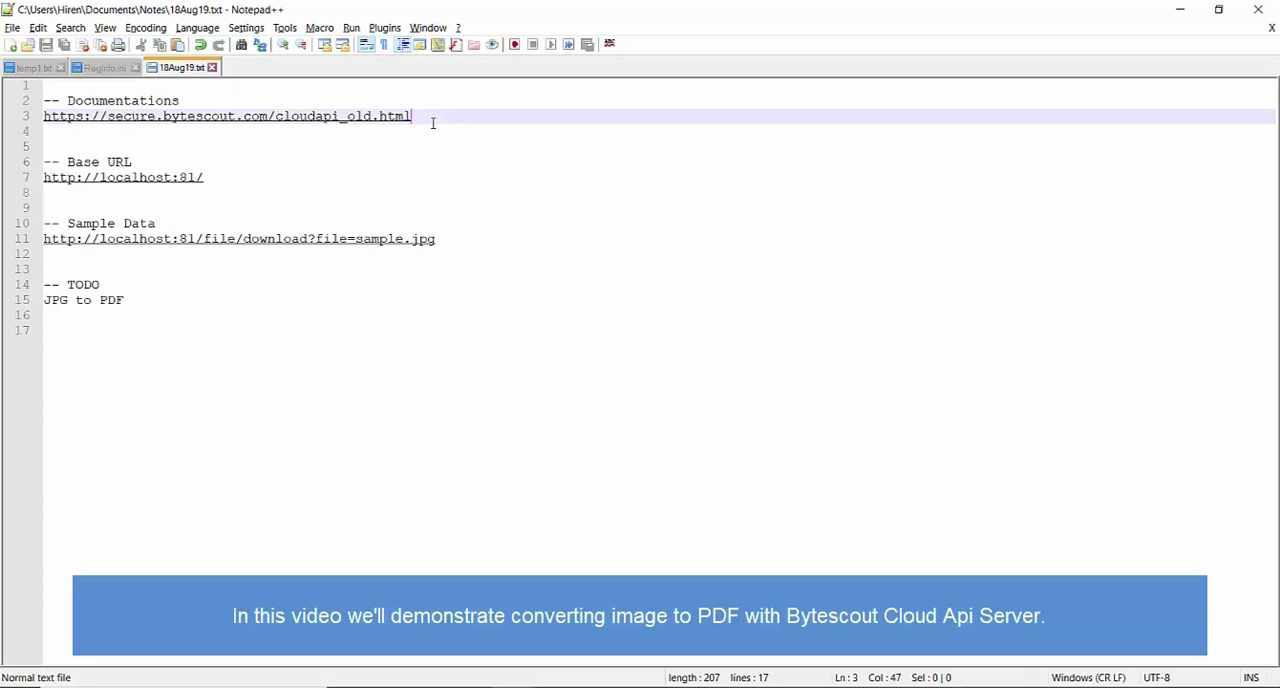 C:\Users\Hiren\Documents\Notes\18Aug19.txt - Notepad++
File Edit Search View Encoding Language Settings Tools Macro Run Plugins Window ? X
temp1.txt RegInfo.ini 18Aug19.txt
1
2 -- Documentations
3 https://secure.bytescout.com/cloudapi_old.html
4
5
6 -- Base URL
7 http://localhost:81/
8
9
10 -- Sample Data
11 http://localhost:81/file/download?file=sample.jpg
12
13
14 -- TODO
15 JPG to PDF
16
17
In this video we'll demonstrate converting image to PDF with Bytescout Cloud Api Server.
Normal text file length : 207 lines : 17 Ln : 3 Col : 47 Sel : 0 | 0 Windows (CR LF) UTF-8 INS